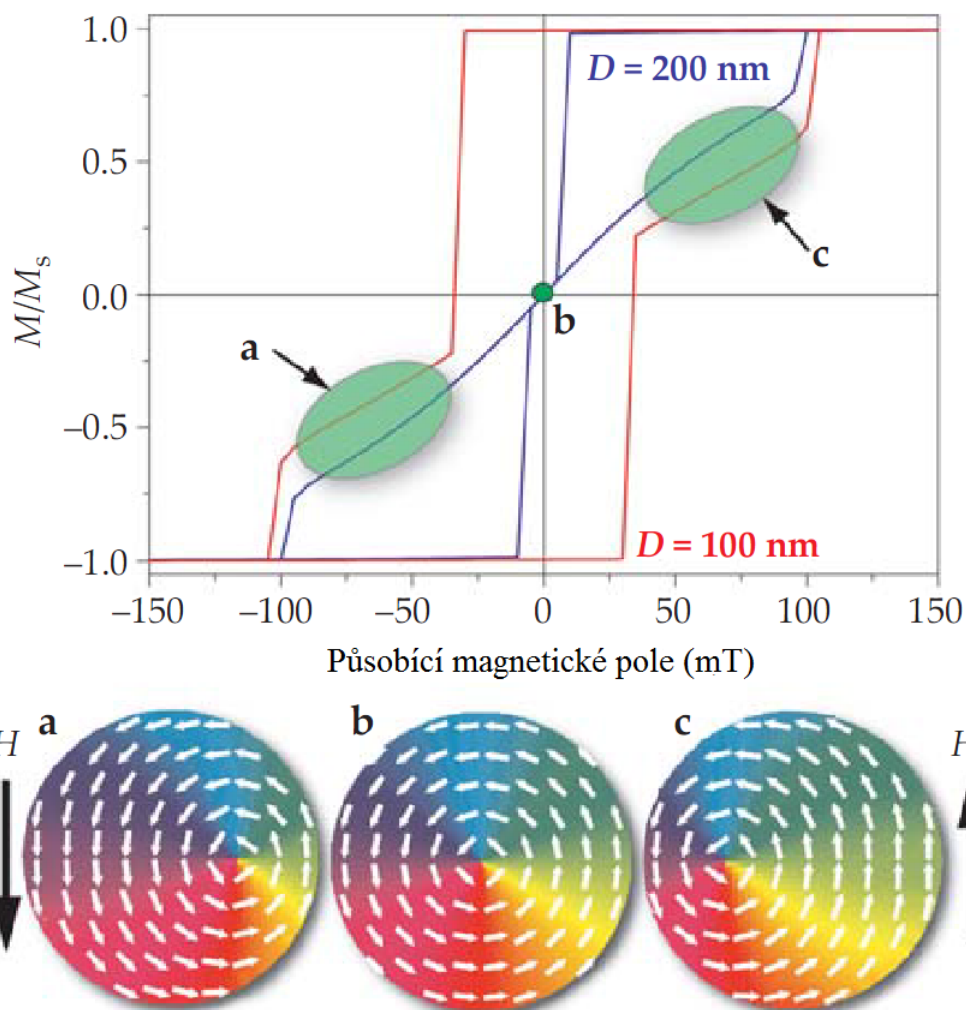 1.0
D = 200 nm
0.5
c
M/Ms
0.0
b
a
−0.5
−1.0
D = 100 nm
−150
−100
−50
0
50
100
150
Působící magnetické pole (mT)
a
b
c
H
H